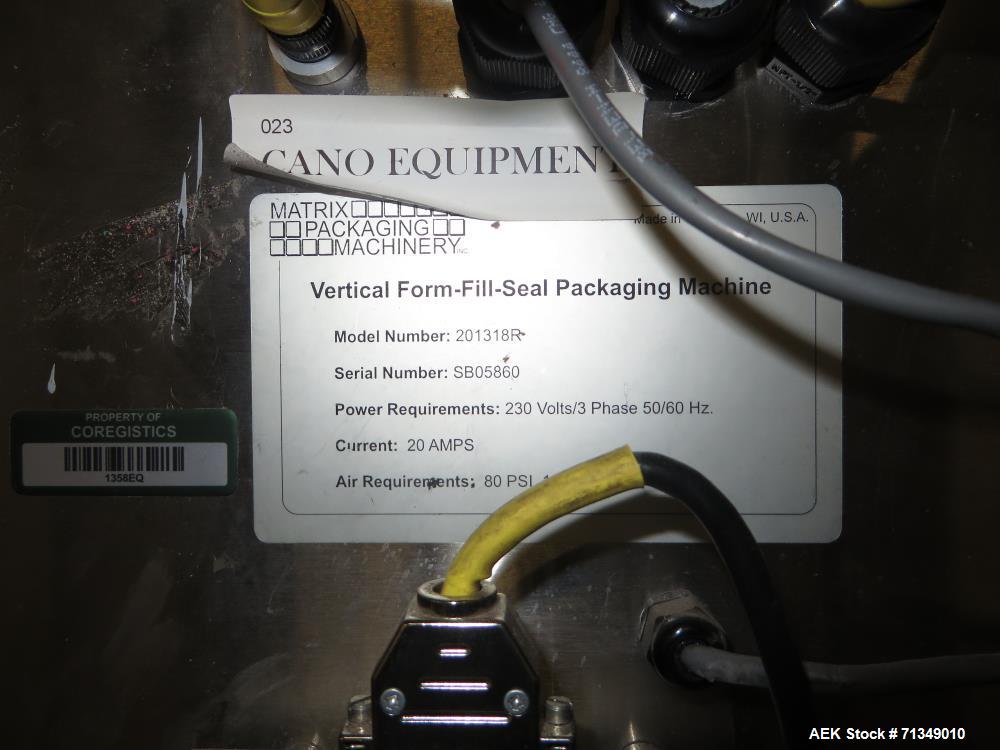 023
CANO EQUIPMENT
MATRIX
PACKAGING
MACHINERY INC.
Made in WI, U.S.A.
Vertical Form-Fill-Seal Packaging Machine
Model Number: 201318R
Serial Number: SB05860
Power Requirements: 230 Volts/3 Phase 50/60 Hz.
Current: 20 AMPS
Air Requirements: 80 PSI
PROPERTY OF
COREGISTICS
1358EQ
AEK Stock #71349010